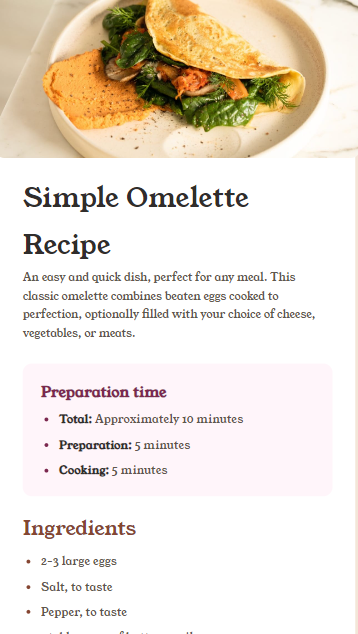 Simple Omelette
Recipe
An easy and quick dish, perfect for any meal. This
classic omelette combines beaten eggs cooked to
perfection, optionally filled with your choice of cheese,
vegetables, or meats.
Preparation time
• Total: Approximately 10 minutes
• Preparation: 5 minutes
• Cooking: 5 minutes
Ingredients
• 2-3 large eggs
• Salt, to taste
• Pepper, to taste